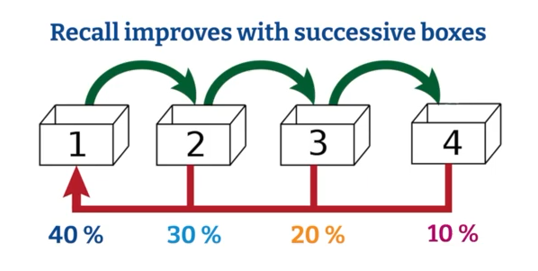 Recall improves with successive boxes
1 2 3 4
40 % 30 % 20 % 10 %